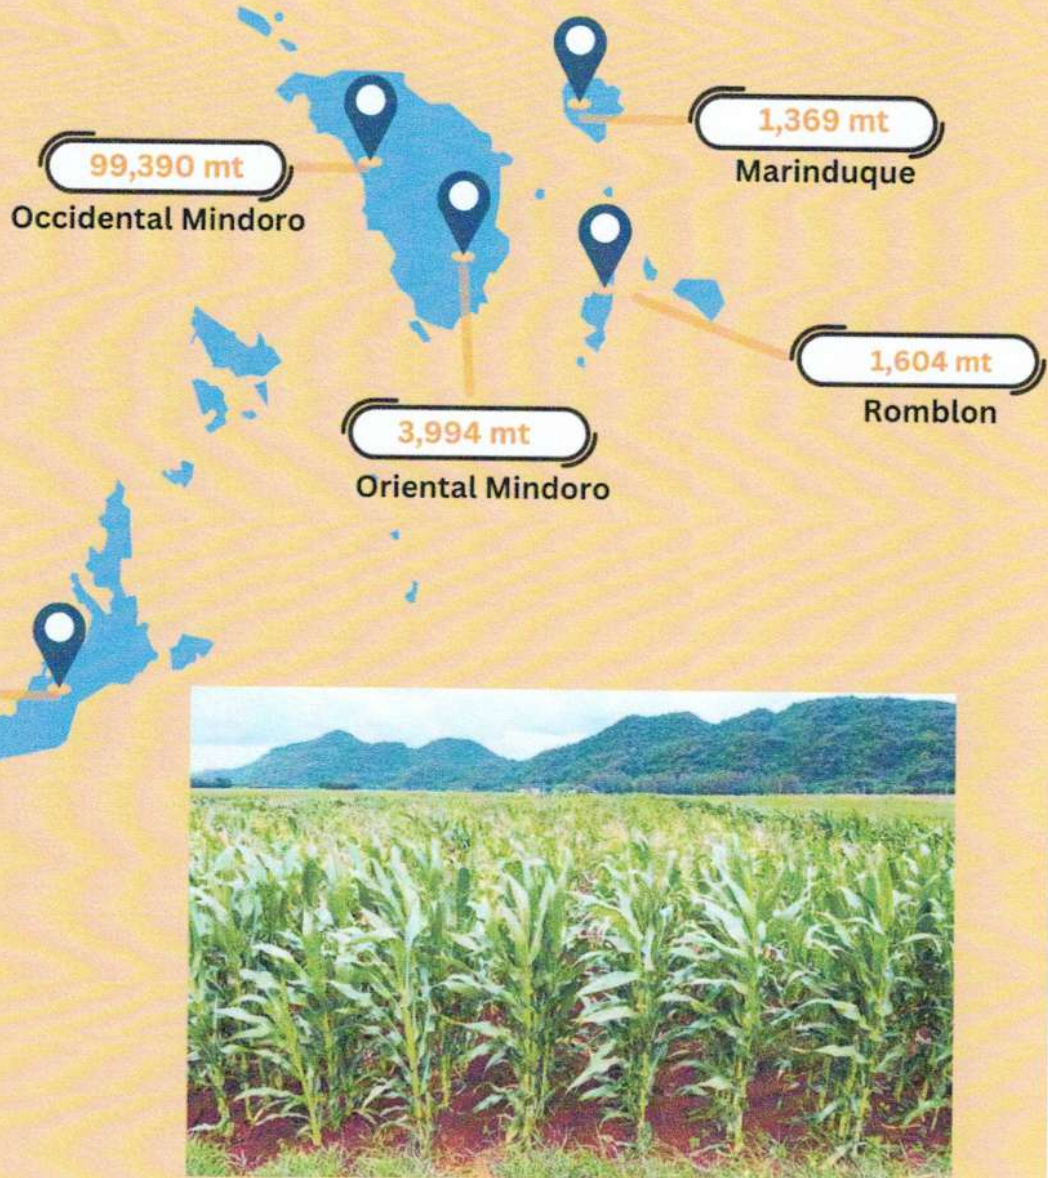 1,369 mt
Marinduque
99,390 mt
Occidental Mindoro
1,604 mt
Romblon
3,994 mt
Oriental Mindoro